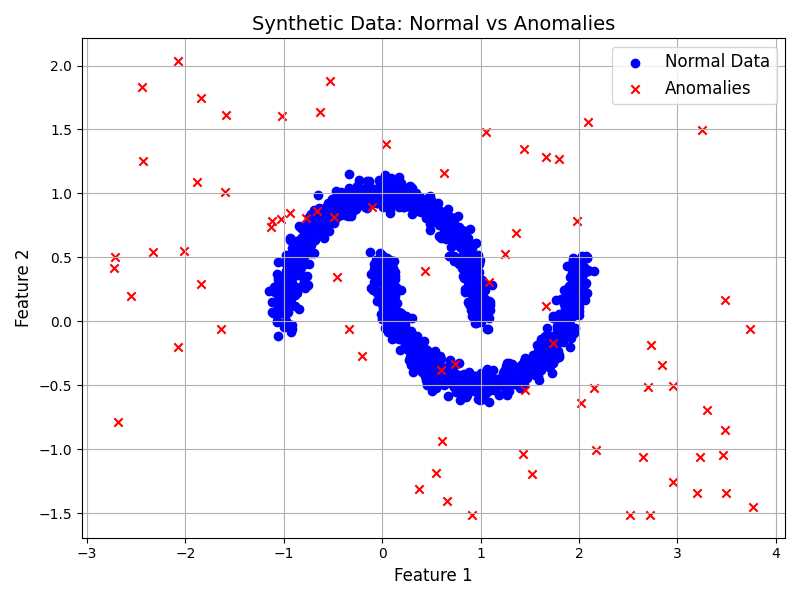 Synthetic Data: Normal vs Anomalies
Normal Data
Anomalies
2.0
1.5
1.0
0.5
0.0
−0.5
−1.0
−1.5
Feature 2
−3 −2 −1 0 1 2 3 4
Feature 1